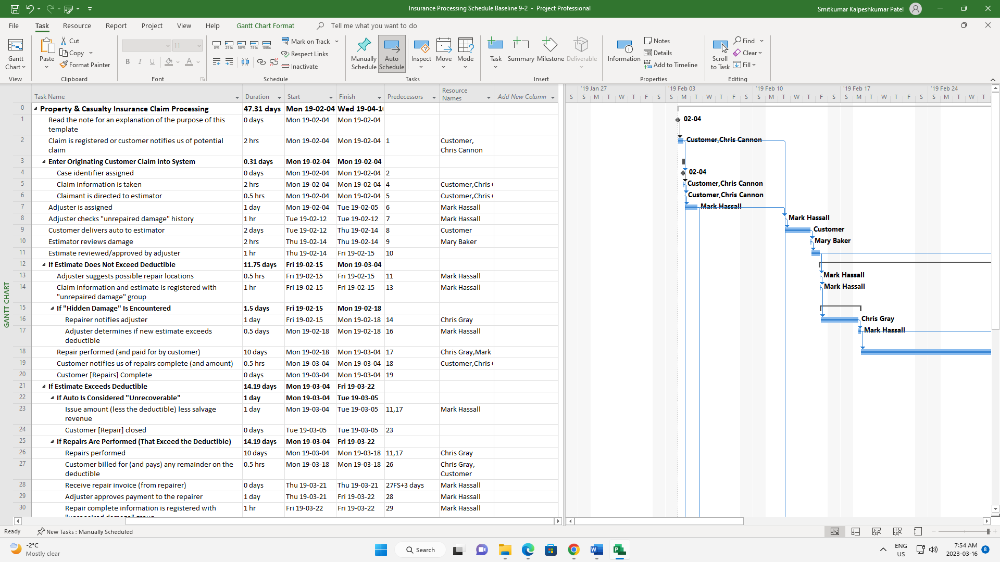 Insurance Processing Schedule Baseline 9-2 - Project Professional
Smitkumar Kalpeshkumar Patel
File Task Resource Report Project View Help Gantt Chart Format Tell me what you want to do
Gantt Chart
View
Paste
Cut
Copy
Format Painter
Clipboard
11
B I U A
Font
0% 25% 50% 75% 100%
Mark on Track
Respect Links
Inactivate
Schedule
Manually Schedule
Auto Schedule
Inspect
Move
Mode
Tasks
Task
Summary
Milestone
Deliverable
Insert
Information
Notes
Details
Add to Timeline
Properties
Scroll to Task
Find
Clear
Fill
Editing
Task Name Duration Start Finish Predecessors Resource Names Add New Column
0 Property & Casualty Insurance Claim Processing 47.31 days Mon 19-02-04
1 Read the note for an explanation of the purpose of this template 0 days Mon 19-02-04 Mon 19-02-04
2 Claim is registered or customer notifies us of potential claim 2 hrs Mon 19-02-04 Mon 19-02-04 1 Customer, Chris Cannon
3 Enter Originating Customer Claim into System 0.31 days Mon 19-02-04 Mon 19-02-04
4 Case identifier assigned 0 days Mon 19-02-04 Mon 19-02-04 2
5 Claim information is taken 2 hrs Mon 19-02-04 Mon 19-02-04 4 Customer,Chris
6 Claimant is directed to estimator 0.5 hrs Mon 19-02-04 Mon 19-02-04 5 Customer,Chris
7 Adjuster is assigned 1 day Mon 19-02-04 Tue 19-02-05 6 Mark Hassall
8 Adjuster checks "unrepaired damage" history 1 hr Tue 19-02-12 Tue 19-02-12 7 Mark Hassall
9 Customer delivers auto to estimator 2 days Tue 19-02-12 Thu 19-02-14 8 Customer
10 Estimator reviews damage 2 hrs Thu 19-02-14 Thu 19-02-14 9 Mary Baker
11 Estimate reviewed/approved by adjuster 1 hr Thu 19-02-14 Fri 19-02-15 10
12 If Estimate Does Not Exceed Deductible 11.75 days Fri 19-02-15 Mon 19-03-04
13 Adjuster suggests possible repair locations 0.5 hrs Fri 19-02-15 Fri 19-02-15 11 Mark Hassall
14 Claim information and estimate is registered with "unrepaired damage" group 1 hr Fri 19-02-15 Fri 19-02-15 13 Mark Hassall
15 If "Hidden Damage" Is Encountered 1.5 days Fri 19-02-15 Mon 19-02-18
16 Repairer notifies adjuster 1 day Fri 19-02-15 Mon 19-02-18 14 Chris Gray
17 Adjuster determines if new estimate exceeds deductible 0.5 days Mon 19-02-18 Mon 19-02-18 16 Mark Hassall
18 Repair performed (and paid for by customer) 10 days Mon 19-02-18 Mon 19-03-04 17 Chris Gray,Mark
19 Customer notifies us of repairs complete (and amount) 0.5 hrs Mon 19-03-04 Mon 19-03-04 18 Customer,Chris
20 Customer [Repairs] Complete 0 days Mon 19-03-04 Mon 19-03-04 19
21 If Estimate Exceeds Deductible 14.19 days Mon 19-03-04 Fri 19-03-22
22 If Auto Is Considered "Unrecoverable" 1 day Mon 19-03-04 Tue 19-03-05
23 Issue amount (less the deductible) less salvage revenue 1 day Mon 19-03-04 Tue 19-03-05 11,17 Mark Hassall
24 Customer [Repair] closed 0 days Tue 19-03-05 Tue 19-03-05 23
25 If Repairs Are Performed (That Exceed the Deductible) 14.19 days Mon 19-03-04 Fri 19-03-22
26 Repairs performed 10 days Mon 19-03-04 Mon 19-03-18 11,17 Chris Gray
27 Customer billed for (and pays) any remainder on the deductible 0.5 hrs Mon 19-03-18 Mon 19-03-18 26 Chris Gray, Customer
28 Receive repair invoice (from repairer) 0 days Thu 19-03-21 Thu 19-03-21 27FS+3 days Mark Hassall
29 Adjuster approves payment to the repairer 1 day Thu 19-03-21 Fri 19-03-22 28 Mark Hassall
30 Repair complete information is registered with 1 hr Fri 19-03-22 Fri 19-03-22 29 Mark Hassall
GANTT CHART
'19 Jan 27 '19 Feb 03 '19 Feb 10 '19 Feb 17 '19 Feb 24
S S M T W T F S S M T W T F S S M T W T F S S M T W T F S S M T W T
02-04
Customer,Chris Cannon
02-04
Customer,Chris Cannon
Customer,Chris Cannon
Mark Hassall
Mark Hassall
Customer
Mary Baker
Mark Hassall
Mark Hassall
Chris Gray
Mark Hassall
Ready New Tasks : Manually Scheduled
-2°C
Mostly clear
Search
ENG
US
7:54 AM
2023-03-16
8